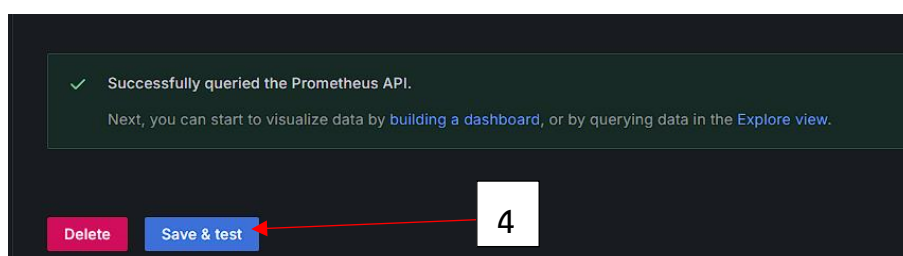 Successfully queried the Prometheus API.
Next, you can start to visualize data by building a dashboard, or by querying data in the Explore view.
4
Delete
Save & test